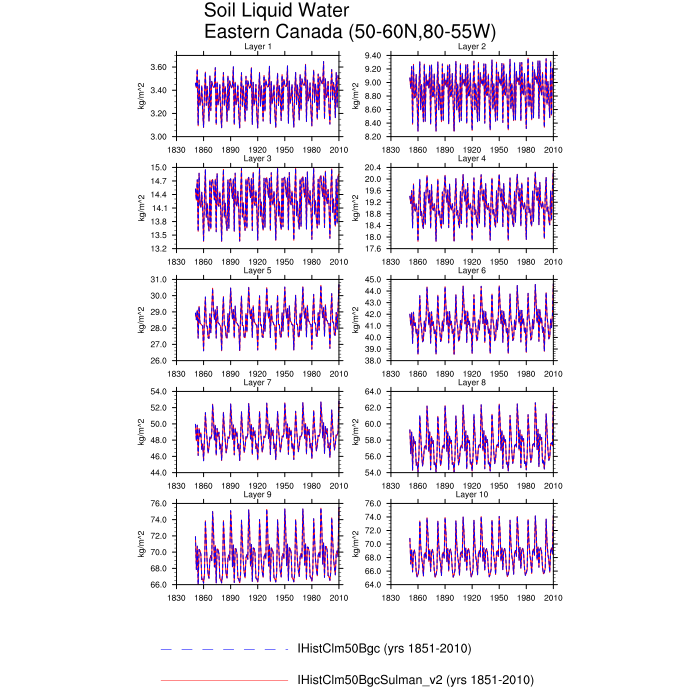 Soil Liquid Water
Eastern Canada (50-60N,80-55W)
Layer 1
3.60
3.45
3.30
3.15
3.00
kg/m^2
1830 1860 1890 1920 1950 1980 2010
Layer 2
9.40
9.20
9.00
8.80
8.60
8.40
8.20
kg/m^2
1830 1860 1890 1920 1950 1980 2010
Layer 3
15.0
14.7
14.4
14.1
13.8
13.5
13.2
kg/m^2
1830 1860 1890 1920 1950 1980 2010
Layer 4
20.4
20.0
19.6
19.2
18.8
18.4
18.0
17.6
kg/m^2
1830 1860 1890 1920 1950 1980 2010
Layer 5
31.0
30.0
29.0
28.0
27.0
26.0
kg/m^2
1830 1860 1890 1920 1950 1980 2010
Layer 6
45.0
44.0
43.0
42.0
41.0
40.0
39.0
38.0
kg/m^2
1830 1860 1890 1920 1950 1980 2010
Layer 7
54.0
52.0
50.0
48.0
46.0
44.0
kg/m^2
1830 1860 1890 1920 1950 1980 2010
Layer 8
64.0
62.0
60.0
58.0
56.0
54.0
kg/m^2
1830 1860 1890 1920 1950 1980 2010
Layer 9
76.0
74.0
72.0
70.0
68.0
66.0
kg/m^2
1830 1860 1890 1920 1950 1980 2010
Layer 10
76.0
74.0
72.0
70.0
68.0
66.0
64.0
kg/m^2
1830 1860 1890 1920 1950 1980 2010
IHistClm50Bgc (yrs 1851-2010)
IHistClm50BgcSulman_v2 (yrs 1851-2010)